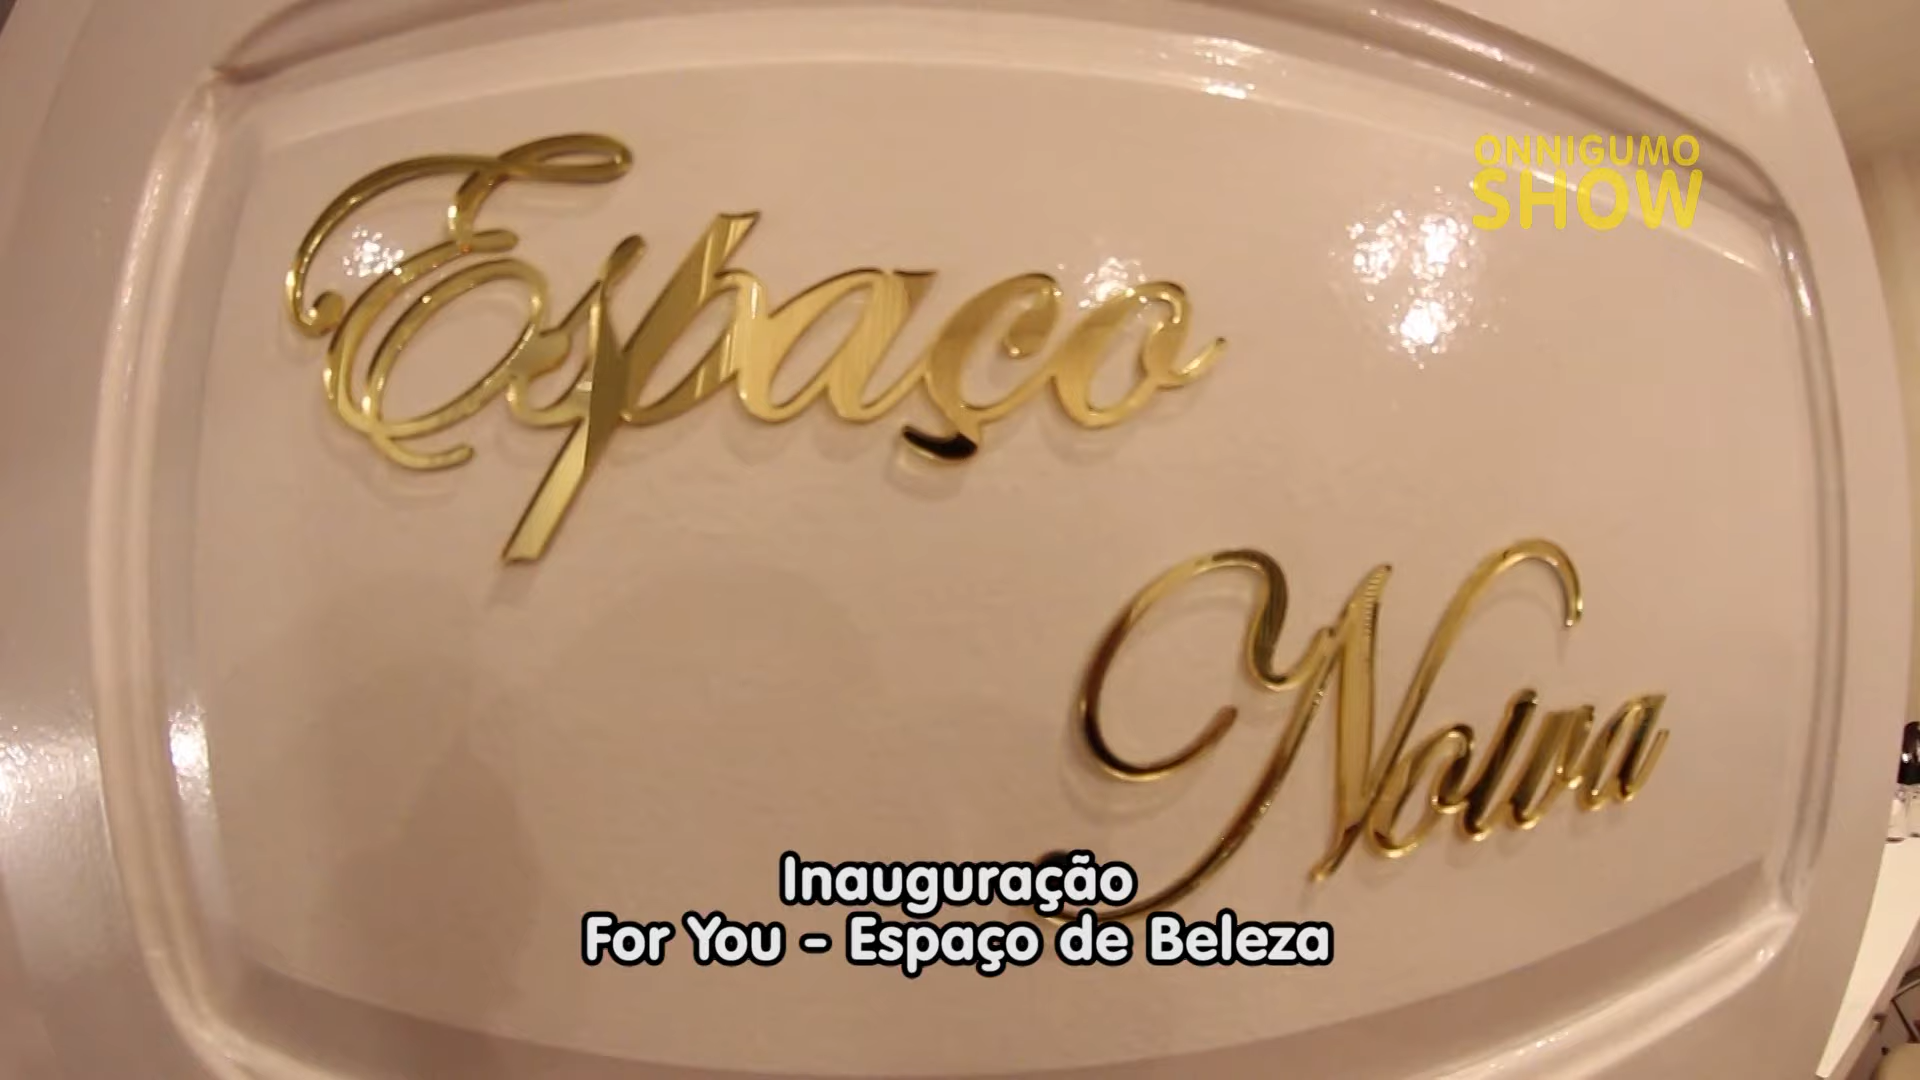 Espaço
ONNIGUMO
SHOW
Noiva
Inauguração
For You - Espaço de Beleza